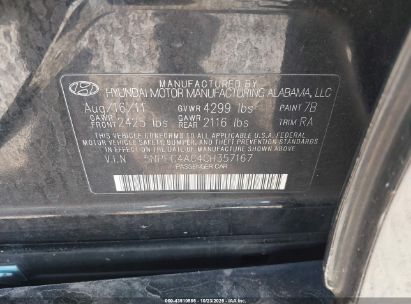 MANUFACTURED BY
HYUNDAI MOTOR MANUFACTURING ALABAMA, LLC
Aug/16/11 GVWR 4299 lbs PAINT 7B
GAWR FRONT 2425 lbs GAWR REAR 2116 lbs TRIM RA
THIS VEHICLE CONFORMS TO ALL APPLICABLE U.S.A. FEDERAL
MOTOR VEHICLE SAFETY, BUMPER, AND
THEFT PREVENTION STANDARDS IN EFFECT ON
THE DATE OF MANUFACTURE SHOWN ABOVE.
V.I.N.
PASSENGER CAR